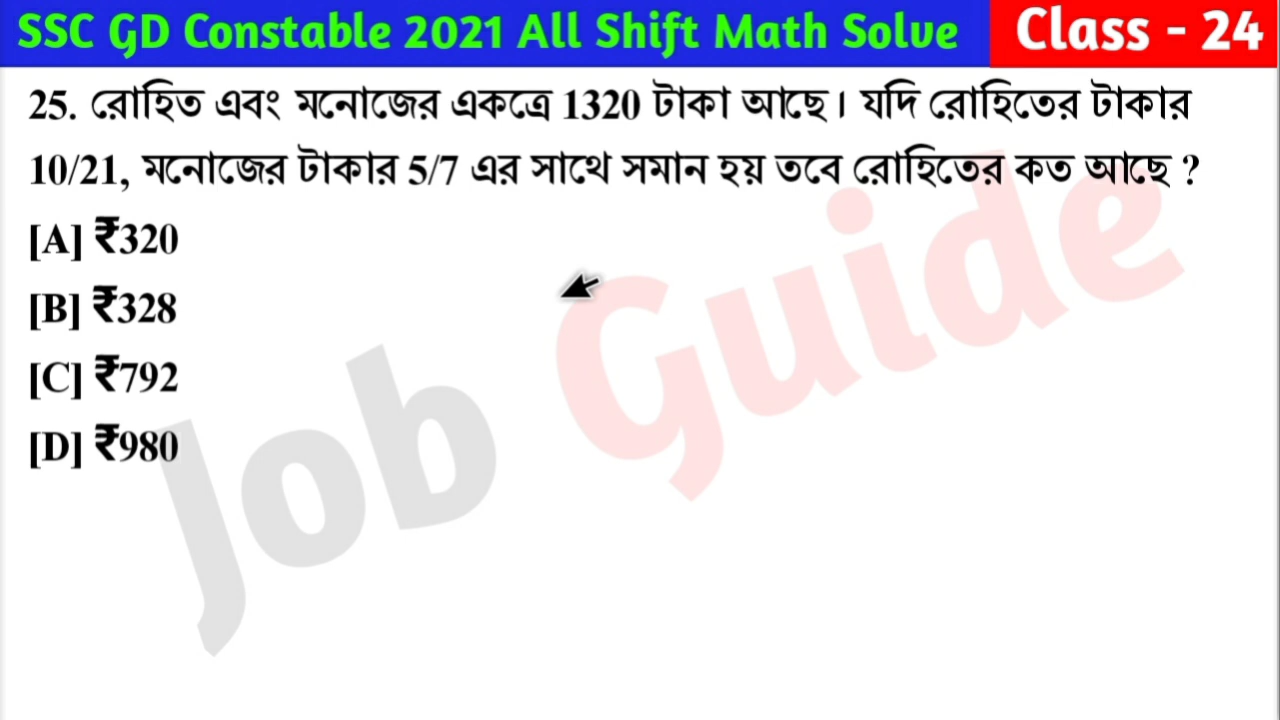 SSC GD Constable 2021 All Shift Math Solve
Class - 24
25. রোহিত এবং মনোজের একত্রে 1320 টাকা আছে। যদি রোহিতের টাকার
10/21, মনোজের টাকার 5/7 এর সাথে সমান হয় তবে রোহিতের কত আছে ?
[A] ₹320
[B] ₹328
[C] ₹792
[D] ₹980
Job Guide